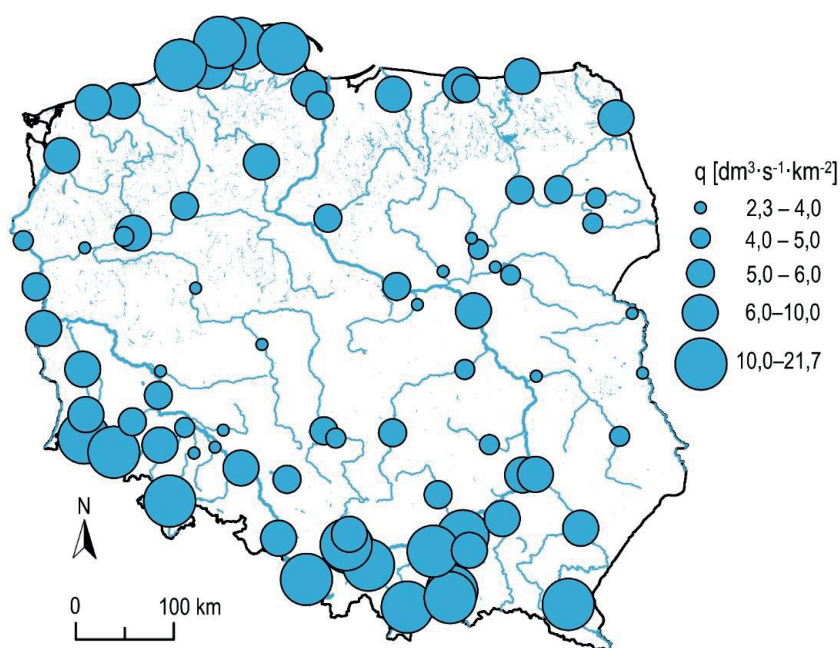 q [dm³·s⁻¹·km⁻²]
2,3 – 4,0
4,0 – 5,0
5,0 – 6,0
6,0–10,0
10,0–21,7
N
0 100 km